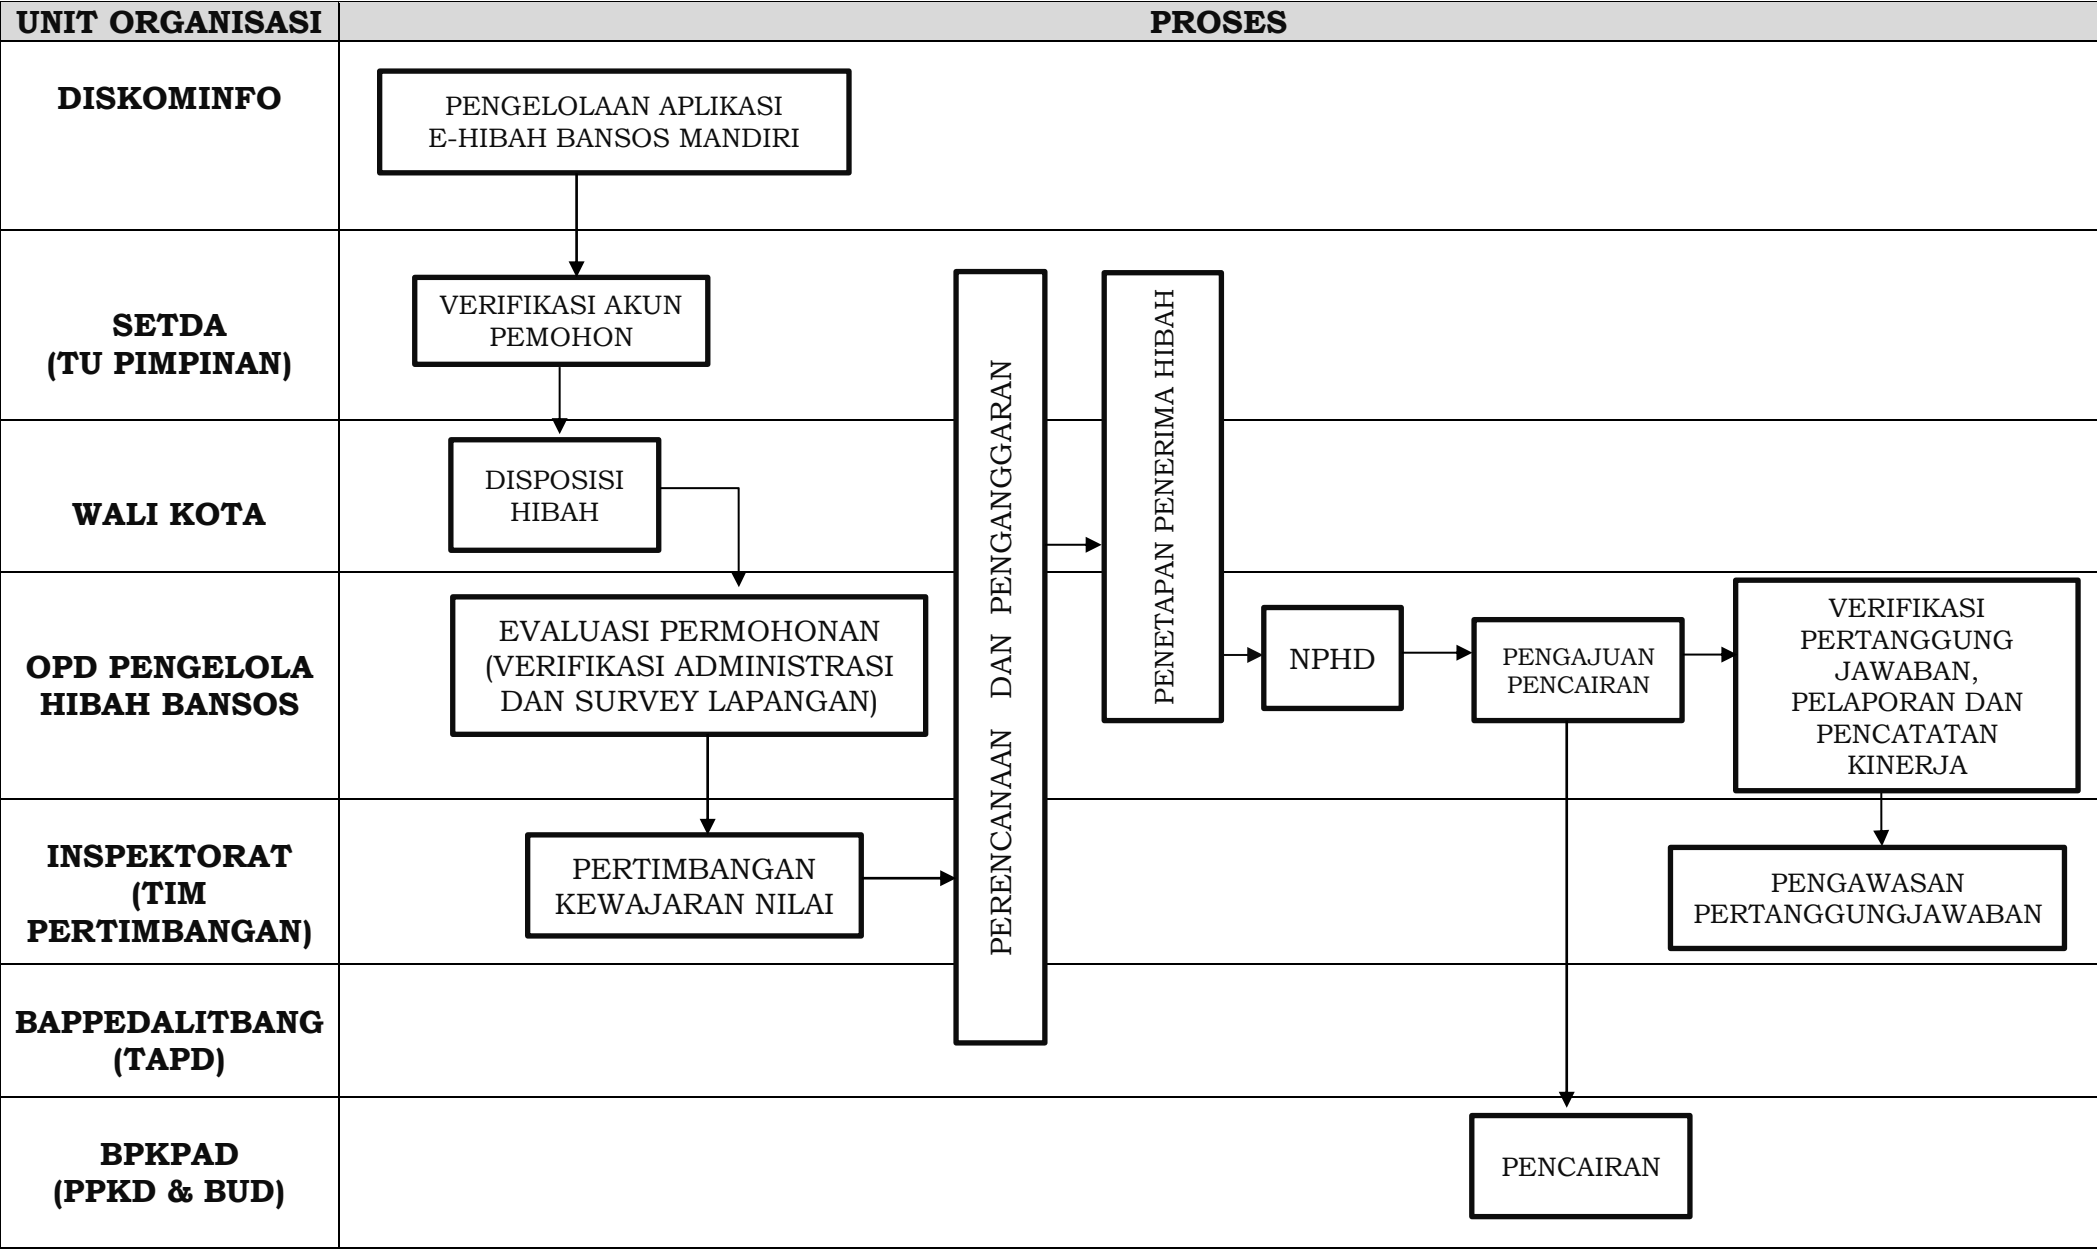 UNIT ORGANISASI
PROSES
DISKOMINFO
PENGELOLAAN APLIKASI
E-HIBAH BANSOS MANDIRI
SETDA
(TU PIMPINAN)
VERIFIKASI AKUN
PEMOHON
PERENCANAAN DAN PENGANGGARAN
PENETAPAN PENERIMA HIBAH
WALI KOTA
DISPOSISI
HIBAH
OPD PENGELOLA
HIBAH BANSOS
EVALUASI PERMOHONAN
(VERIFIKASI ADMINISTRASI
DAN SURVEY LAPANGAN)
NPHD
PENGAJUAN
PENCAIRAN
VERIFIKASI
PERTANGGUNG
JAWABAN,
PELAPORAN DAN
PENCATATAN
KINERJA
INSPEKTORAT
(TIM
PERTIMBANGAN)
PERTIMBANGAN
KEWAJARAN NILAI
PENGAWASAN
PERTANGGUNGJAWABAN
BAPPEDALITBANG
(TAPD)
BPKPAD
(PPKD & BUD)
PENCAIRAN